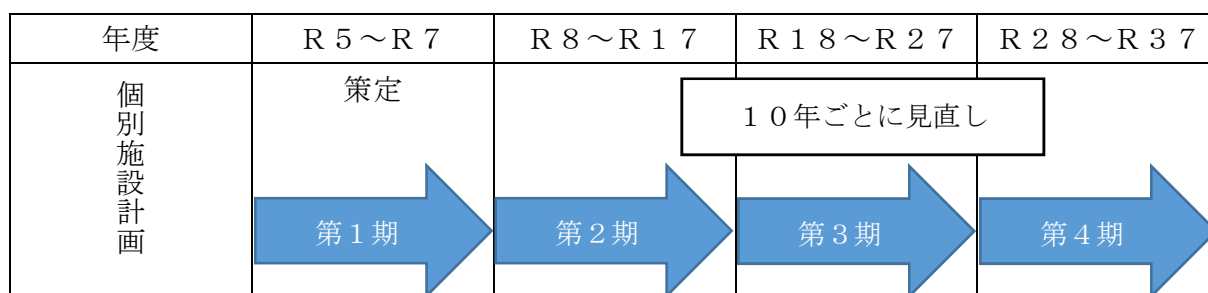 年度 R5～R7 R8～R17 R18～R27 R28～R37
個別施設計画
策定
10年ごとに見直し
第1期 第2期 第3期 第4期